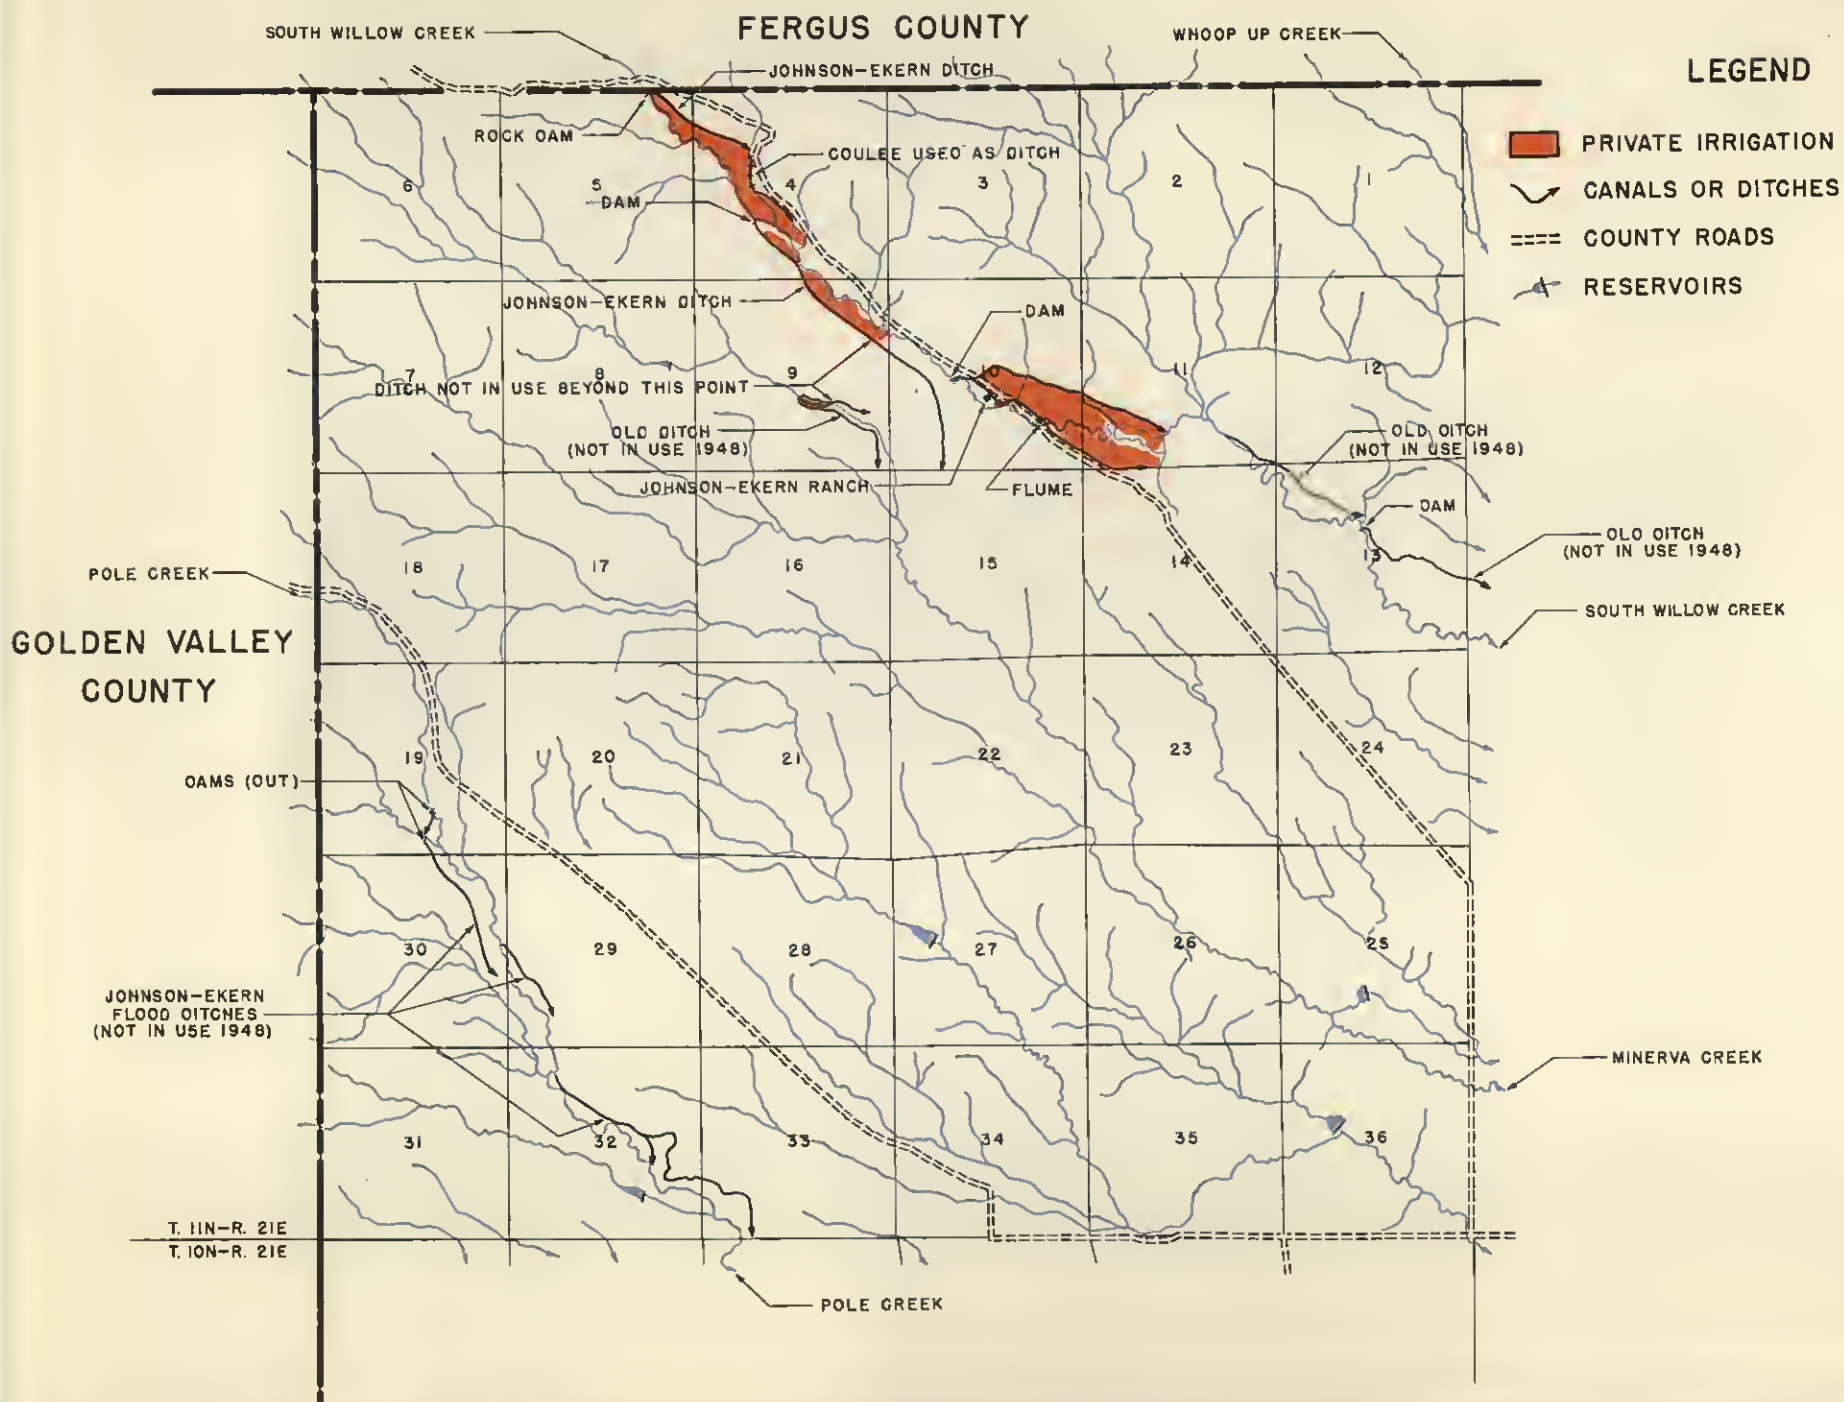 FERGUS COUNTY
SOUTH WILLOW CREEK
WHOOP UP CREEK
JOHNSON-EKERN DITCH
LEGEND
PRIVATE IRRIGATION
CANALS OR DITCHES
COUNTY ROADS
RESERVOIRS
ROCK DAM
COULEE USED AS DITCH
6
5
4
3
2
1
DAM
JOHNSON-EKERN DITCH
DAM
7
8
9
10
11
12
DITCH NOT IN USE BEYOND THIS POINT
OLD DITCH
(NOT IN USE 1948)
OLD DITCH
(NOT IN USE 1948)
JOHNSON-EKERN RANCH
FLUME
DAM
OLD DITCH
(NOT IN USE 1948)
18
17
16
15
14
13
POLE CREEK
SOUTH WILLOW CREEK
GOLDEN VALLEY
COUNTY
19
20
21
22
23
24
DAMS (OUT)
30
29
28
27
26
25
JOHNSON-EKERN
FLOOD DITCHES
(NOT IN USE 1948)
MINERVA CREEK
31
32
33
34
35
36
T. 11N-R. 21E
T. 10N-R. 21E
POLE CREEK